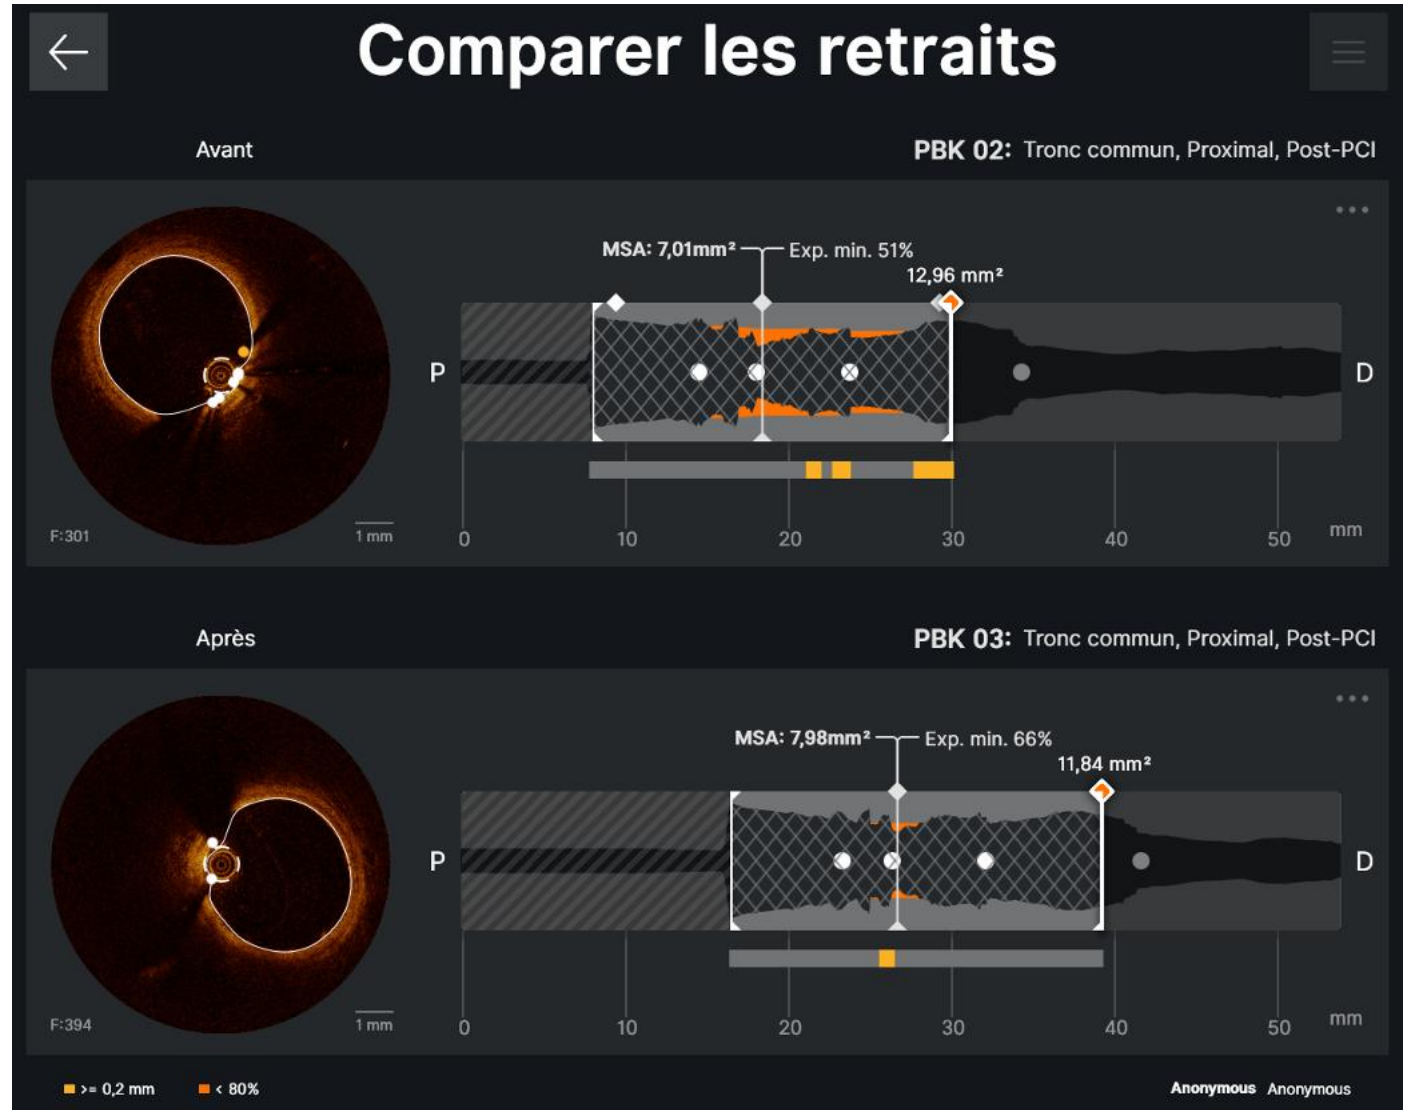 Comparer les retraits
Avant
PBK 02: Tronc commun, Proximal, Post-PCI
MSA: 7,01mm² Exp. min. 51%
12,96 mm²
P
D
F:301
1 mm
0 10 20 30 40 50 mm
Après
PBK 03: Tronc commun, Proximal, Post-PCI
MSA: 7,98mm² Exp. min. 66%
11,84 mm²
P
D
F:394
1 mm
0 10 20 30 40 50 mm
>= 0,2 mm < 80%
Anonymous Anonymous